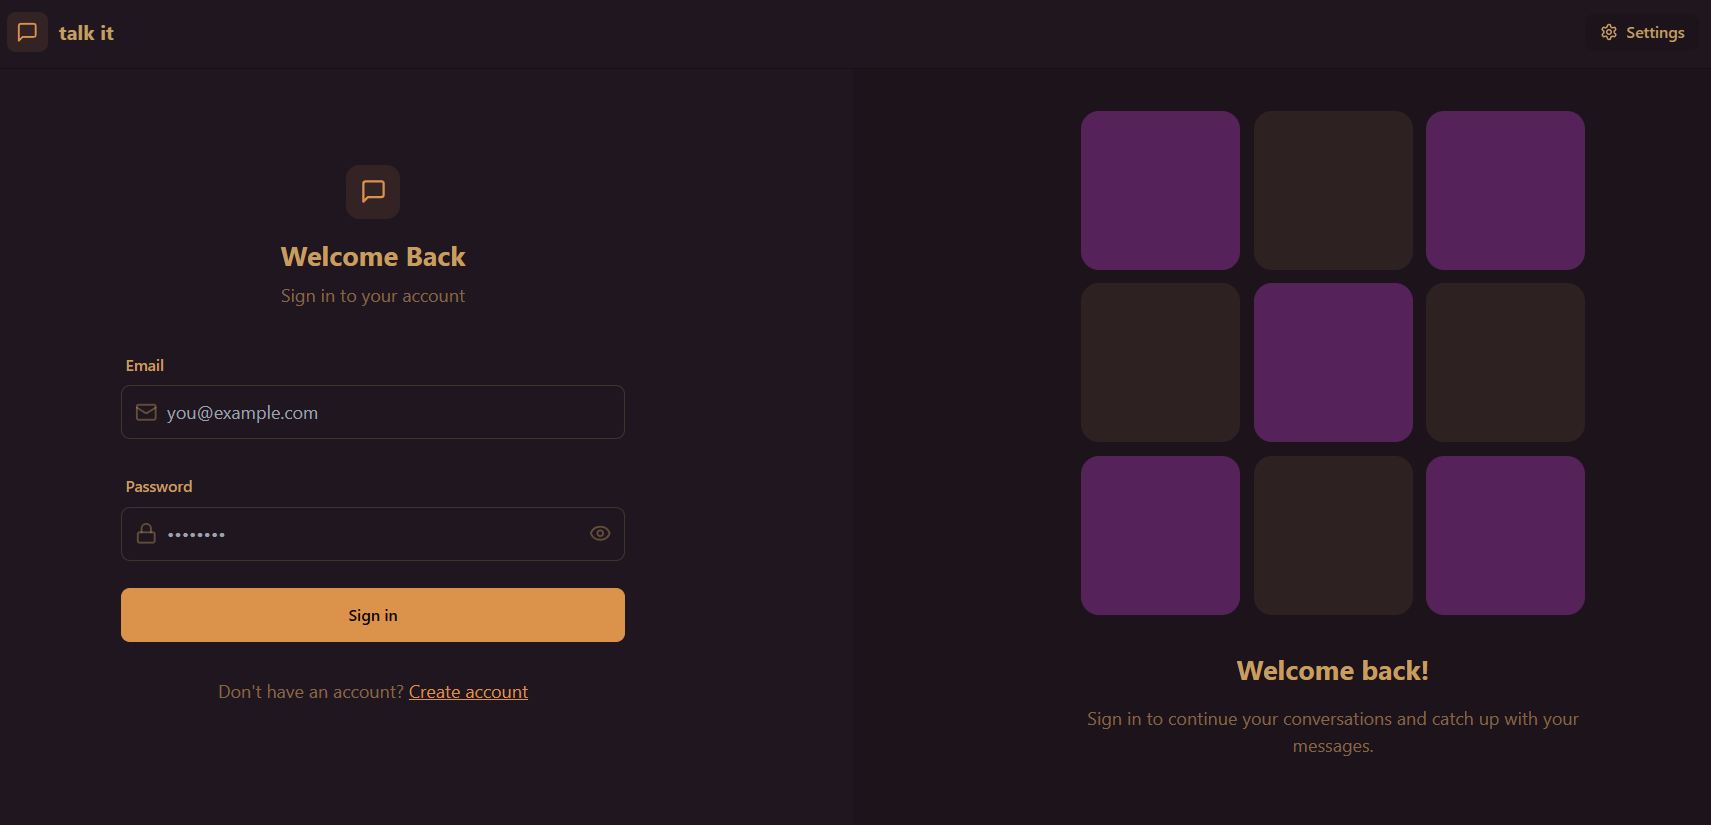 talk it
Settings
Welcome Back
Sign in to your account
Email
you@example.com
Password
••••••••
Sign in
Don't have an account? Create account
Welcome back!
Sign in to continue your conversations and catch up with your
messages.